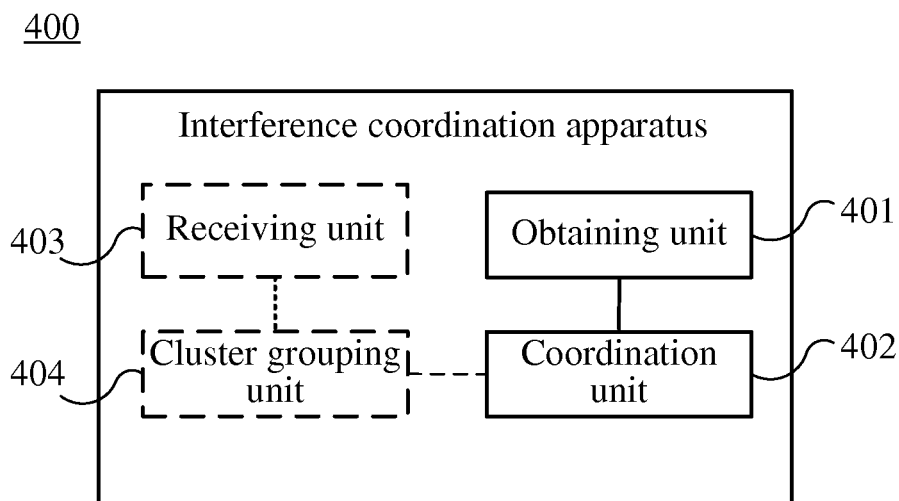 400
Interference coordination apparatus
403
Receiving unit
Obtaining unit
401
404
Cluster grouping
unit
Coordination
unit
402